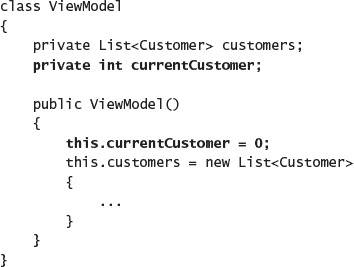 class ViewModel
{
    private List<Customer> customers;
    private int currentCustomer;

    public ViewModel()
    {
        this.currentCustomer = 0;
        this.customers = new List<Customer>
        {
            ...
        }
    }
}